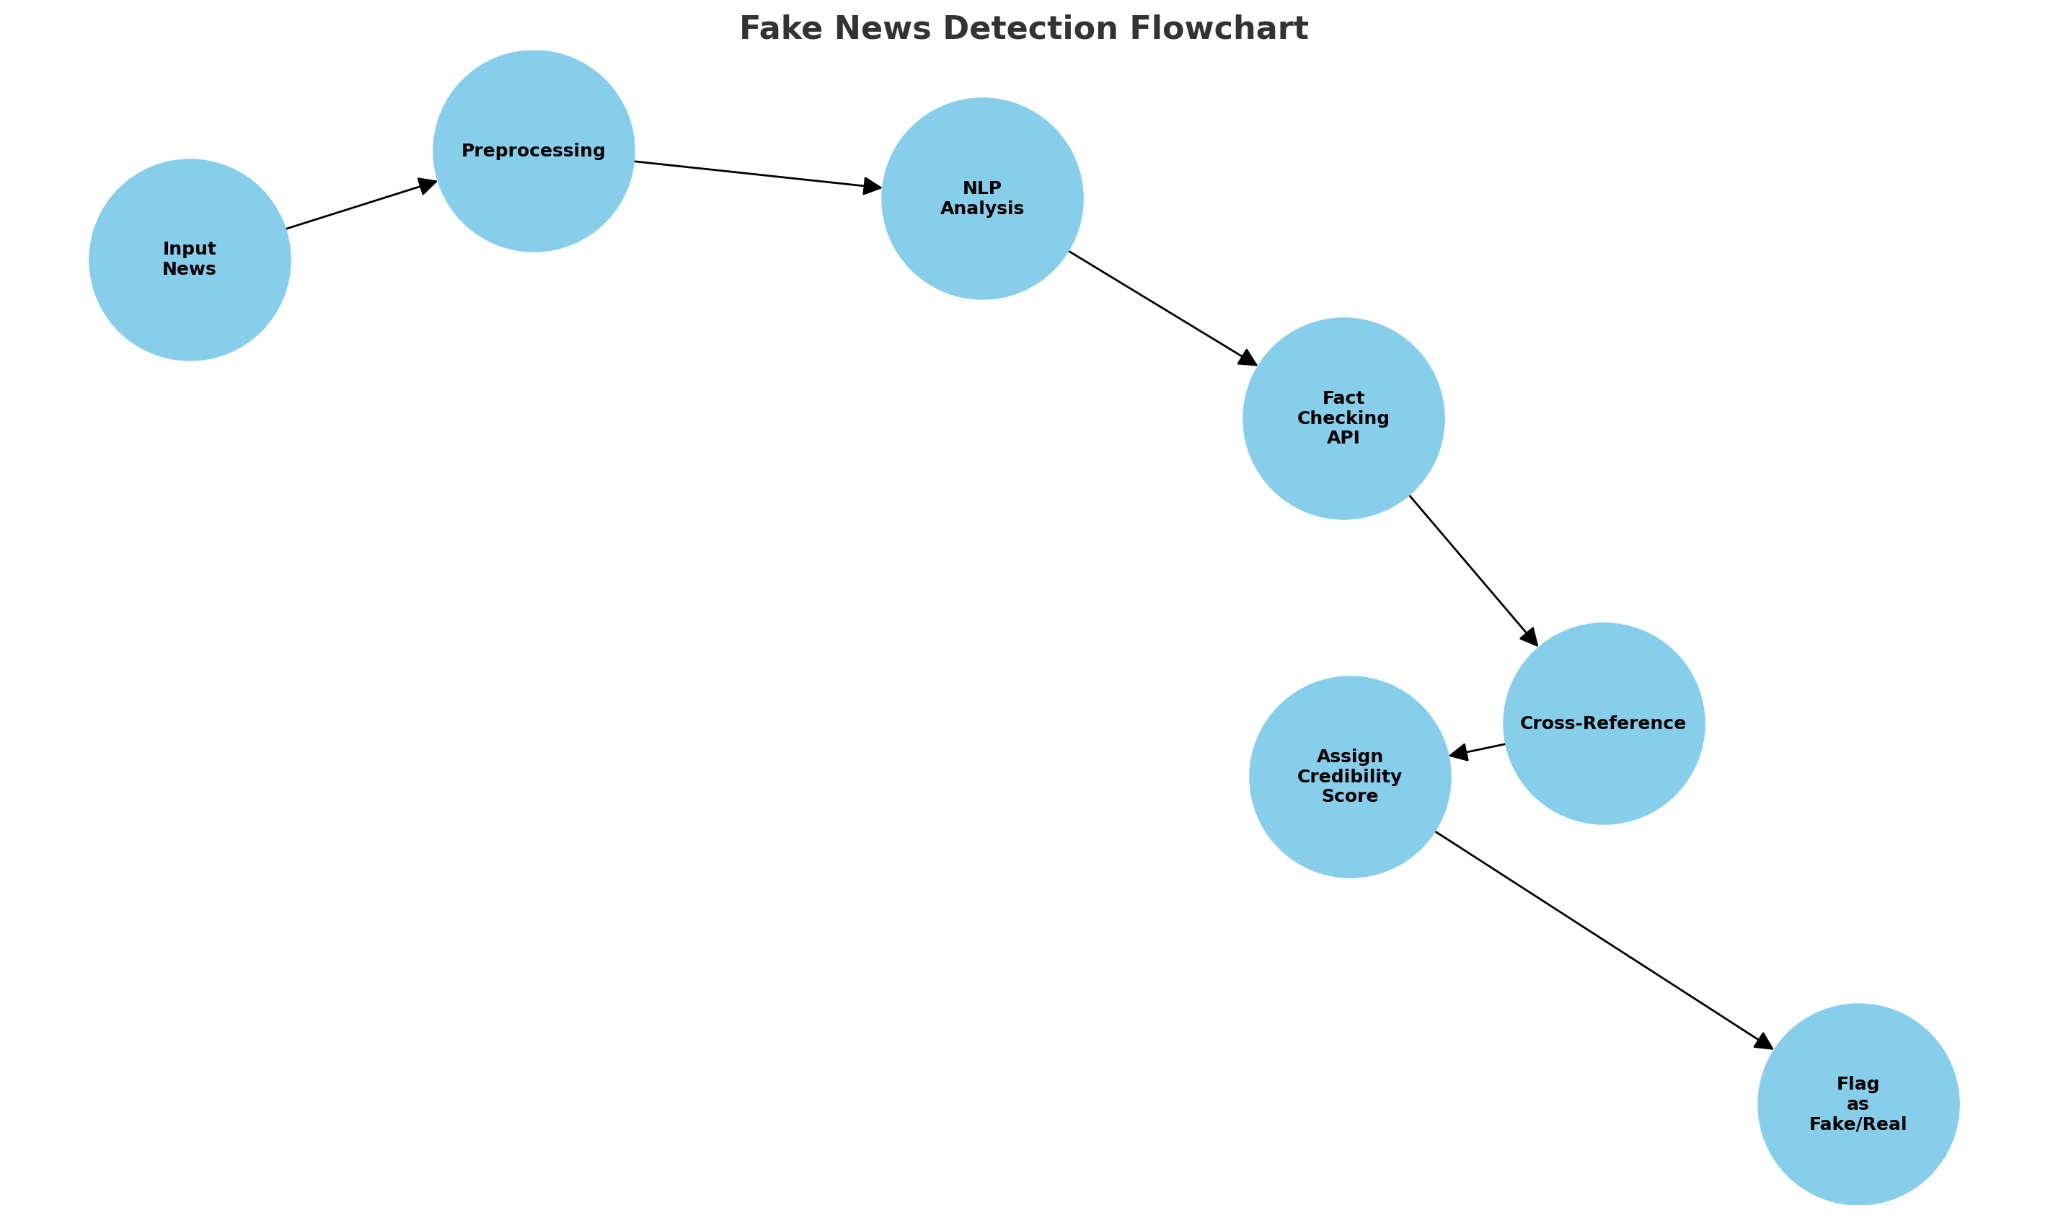 Fake News Detection Flowchart
Input
News
Preprocessing
NLP
Analysis
Fact
Checking
API
Cross-Reference
Assign
Credibility
Score
Flag
as
Fake/Real